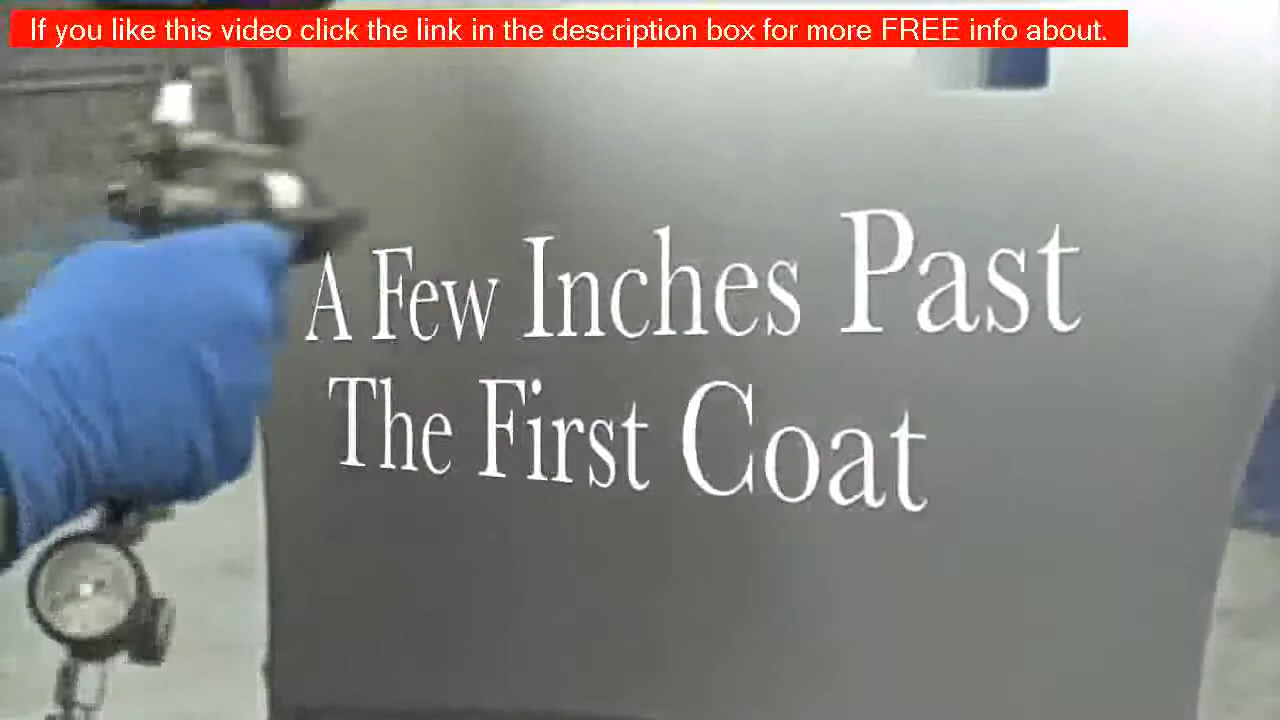 If you like this video click the link in the description box for more FREE info about.
A Few Inches Past
The First Coat